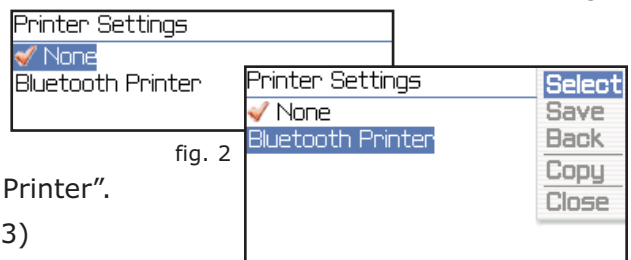 Printer Settings
None
Bluetooth Printer
fig. 2
Printer Settings
None
Bluetooth Printer
Select
Save
Back
Copy
Close
Printer”.
3)